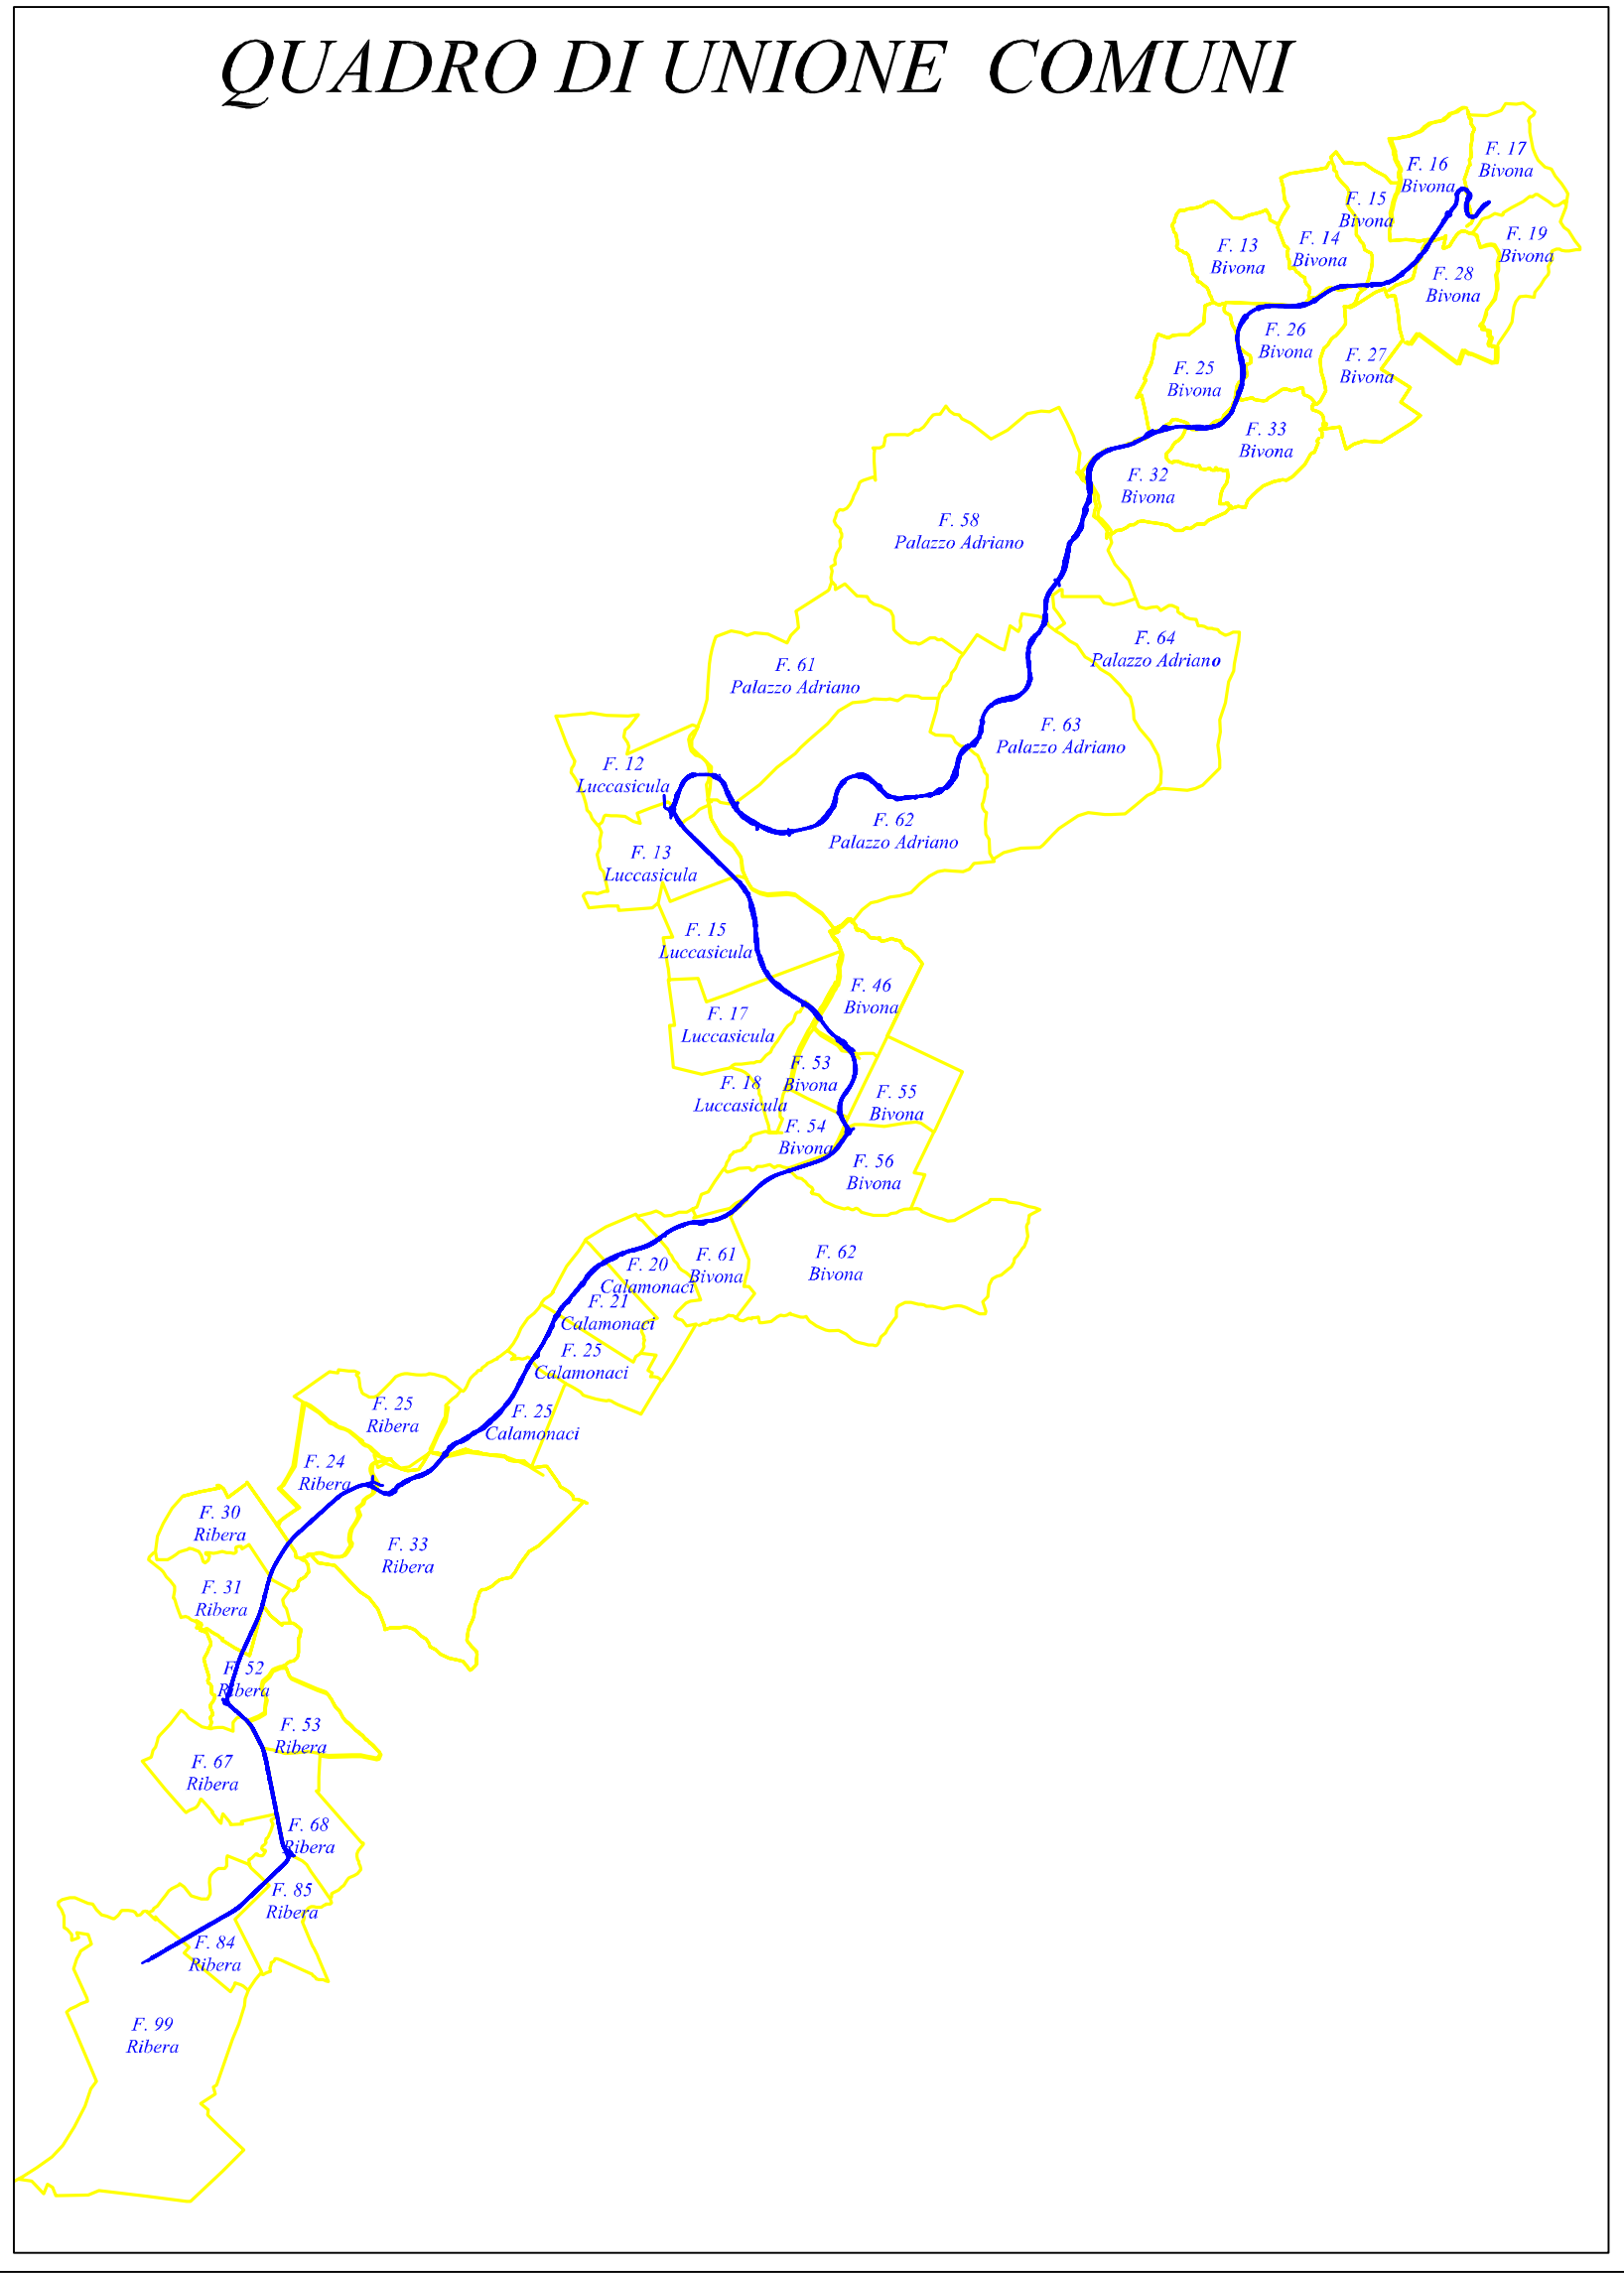 QUADRO DI UNIONE COMUNI
F. 17
Bivona
F. 16
Bivona
F. 15
Bivona
F. 14
Bivona
F. 13
Bivona
F. 19
Bivona
F. 28
Bivona
F. 26
Bivona
F. 27
Bivona
F. 25
Bivona
F. 33
Bivona
F. 32
Bivona
F. 58
Palazzo Adriano
F. 64
Palazzo Adriano
F. 61
Palazzo Adriano
F. 63
Palazzo Adriano
F. 12
Luccasicula
F. 62
Palazzo Adriano
F. 13
Luccasicula
F. 15
Luccasicula
F. 46
Bivona
F. 17
Luccasicula
F. 53
Bivona
F. 18
Luccasicula
F. 55
Bivona
F. 54
Bivona
F. 56
Bivona
F. 62
Bivona
F. 61
Bivona
F. 20
Calamonaci
F. 21
Calamonaci
F. 25
Calamonaci
F. 25
Calamonaci
F. 25
Ribera
F. 24
Ribera
F. 30
Ribera
F. 33
Ribera
F. 31
Ribera
F. 52
Ribera
F. 53
Ribera
F. 67
Ribera
F. 68
Ribera
F. 85
Ribera
F. 84
Ribera
F. 99
Ribera